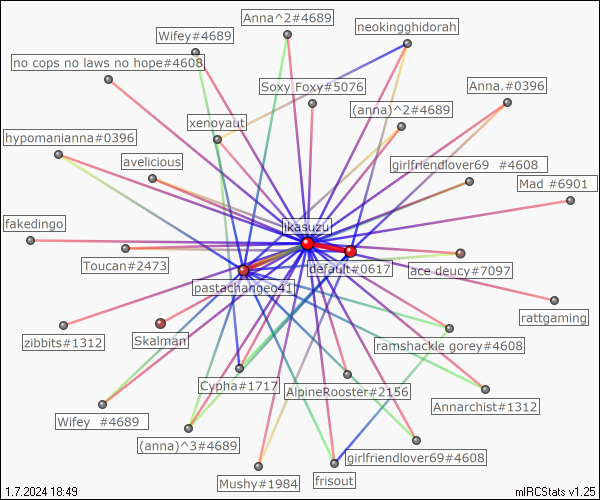 Anna^2#4689
neokingghidorah
Wifey#4689
no cops no laws no hope#4608
Soxy Foxy#5076
Anna.#0396
(anna)^2#4689
xenoyaut
hypomanianna#0396
avelicious
girlfriendlover69 #4608
Mad #6901
ikasuzu
fakedingo
Toucan#2473
default#0617
ace deucy#7097
pastachangeo41
rattgaming
zibbits#1312
Skalman
ramshackle gorey#4608
Cypha#1717
AlpineRooster#2156
Annarchist#1312
Wifey #4689
(anna)^3#4689
girlfriendlover69#4608
Mushy#1984
frisout
1.7.2024 18:49
mIRCStats v1.25